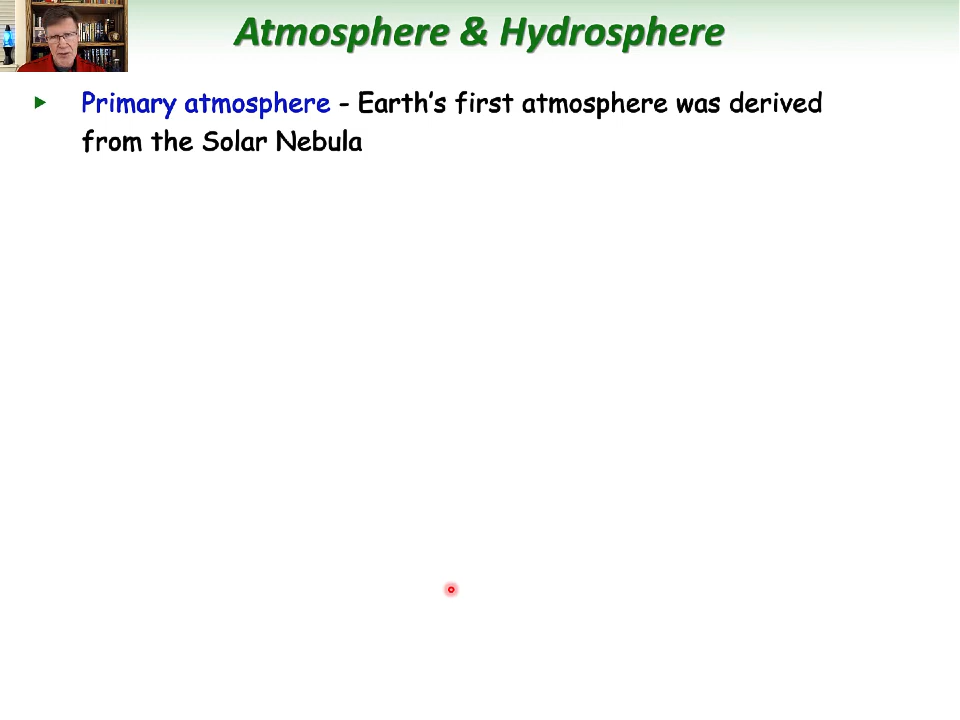 Atmosphere & Hydrosphere
Primary atmosphere - Earth's first atmosphere was derived
from the Solar Nebula